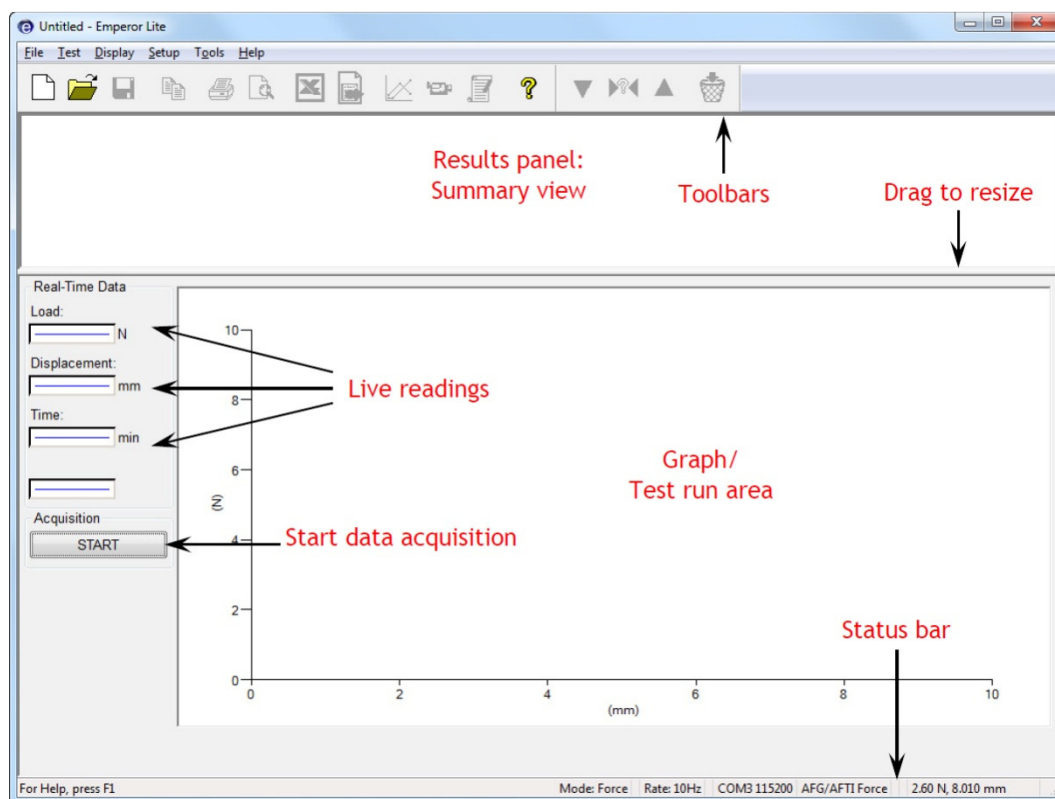 Untitled - Emperor Lite
File Test Display Setup Tools Help
Results panel:
Summary view
Toolbars
Drag to resize
Real-Time Data
Load:
N
Displacement:
mm
Time:
min
Live readings
Acquisition
START
Start data acquisition
Graph/
Test run area
Status bar
10
8
6
(N)
4
2
0
0 2 4 6 8 10
(mm)
For Help, press F1 Mode: Force Rate: 10Hz COM3 115200 AFG/AFTI Force 2.60 N, 8.010 mm